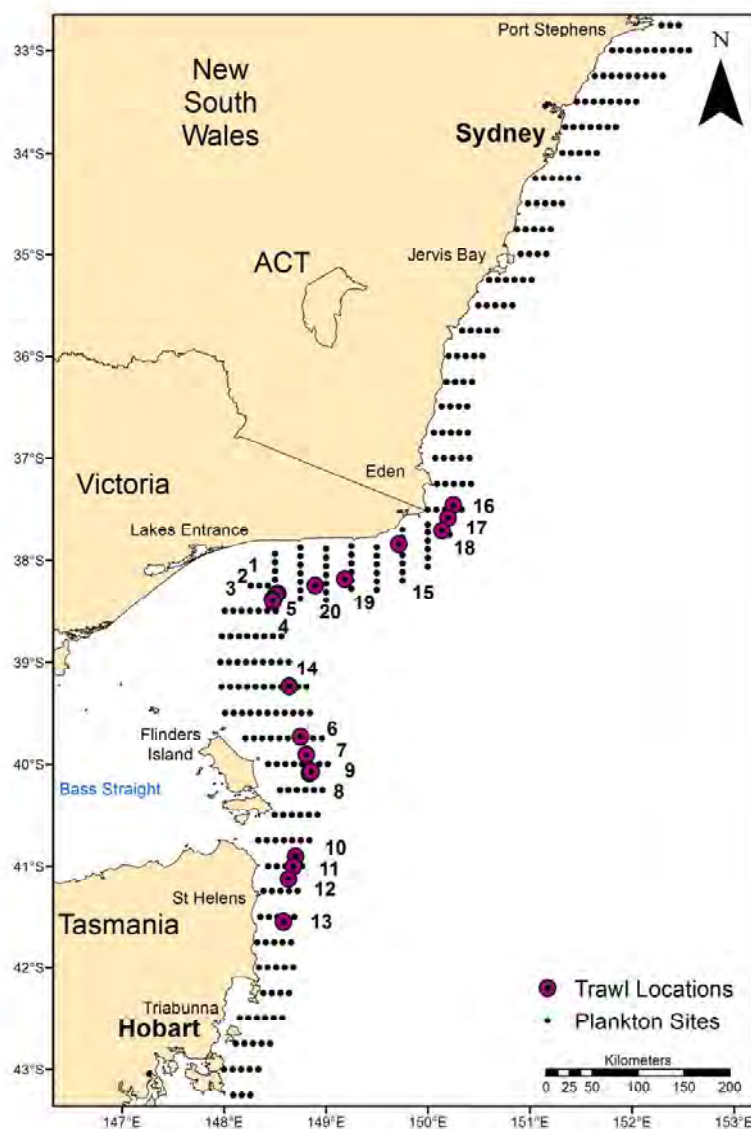 Port Stephens
33°S
N
New
South
Wales
Sydney
34°S
35°S
Jervis Bay
ACT
36°S
37°S
Eden
Victoria
16
17
Lakes Entrance
18
38°S
1
2
3
15
19
20
5
4
39°S
14
Flinders
Island
6
7
40°S
9
Bass Straight
8
10
41°S
11
12
St Helens
Tasmania
13
42°S
Trawl Locations
Triabunna
Plankton Sites
Hobart
Kilometers
43°S
0 25 50 100 150 200
147°E 148°E 149°E 150°E 151°E 152°E 153°E